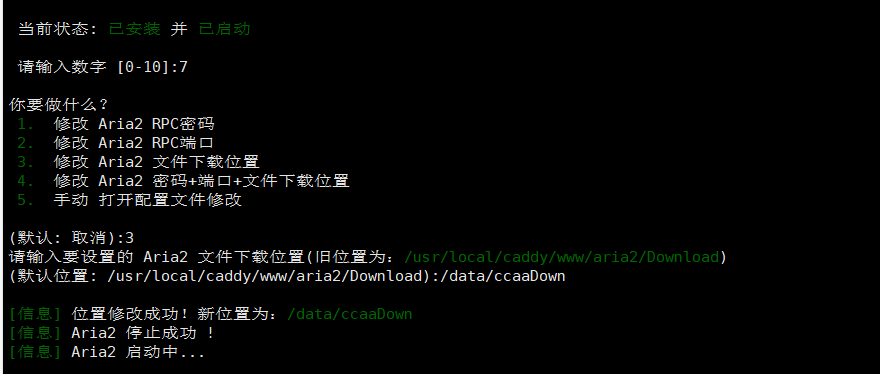 当前状态: 已安装 并 已启动
请输入数字 [0-10]:7
你要做什么？
1. 修改 Aria2 RPC密码
2. 修改 Aria2 RPC端口
3. 修改 Aria2 文件下载位置
4. 修改 Aria2 密码+端口+文件下载位置
5. 手动 打开配置文件修改
(默认: 取消):3
请输入要设置的 Aria2 文件下载位置(旧位置为: /usr/local/caddy/www/aria2/Download)
(默认位置: /usr/local/caddy/www/aria2/Download):/data/ccaaDown
[信息] 位置修改成功！新位置为：/data/ccaaDown
[信息] Aria2 停止成功 !
[信息] Aria2 启动中...